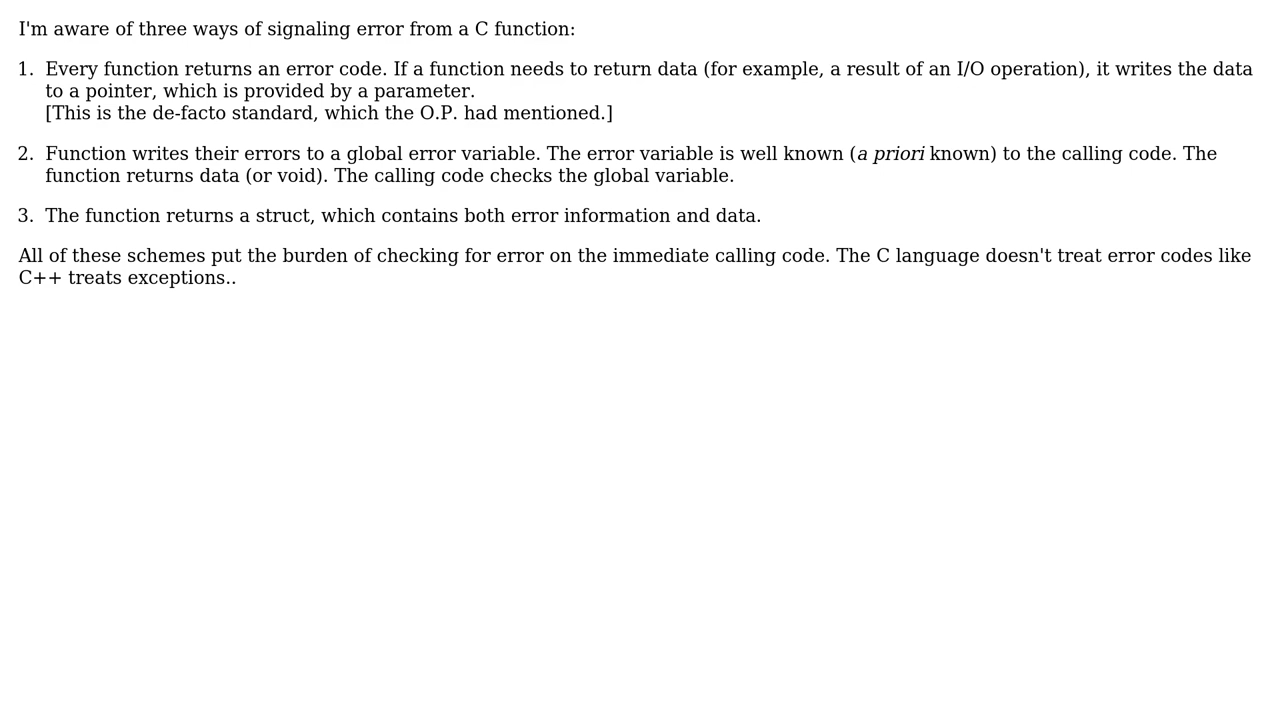 I'm aware of three ways of signaling error from a C function:
1. Every function returns an error code. If a function needs to return data (for example, a result of an I/O operation), it writes the data
to a pointer, which is provided by a parameter.
[This is the de-facto standard, which the O.P. had mentioned.]
2. Function writes their errors to a global error variable. The error variable is well known (a priori known) to the calling code. The
function returns data (or void). The calling code checks the global variable.
3. The function returns a struct, which contains both error information and data.
All of these schemes put the burden of checking for error on the immediate calling code. The C language doesn't treat error codes like
C++ treats exceptions..